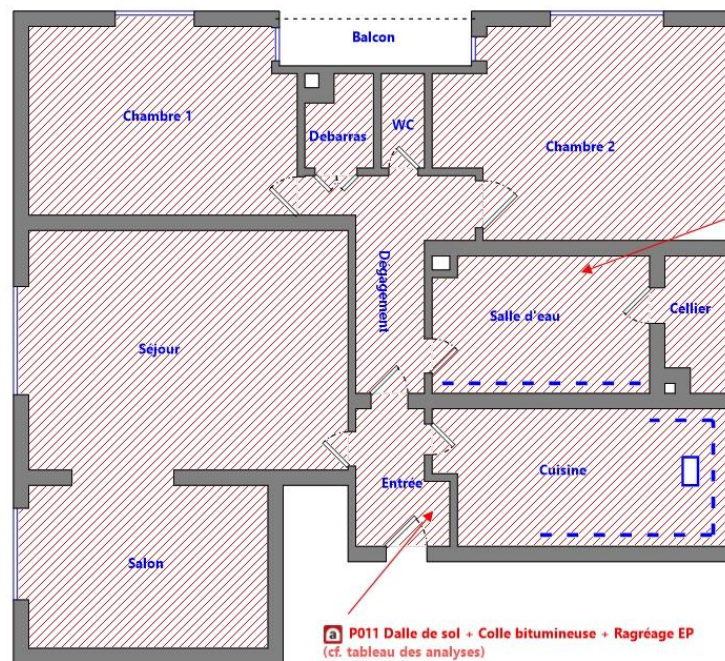 Balcon
Chambre 1
Debarras
WC
Chambre 2
Dégagement
Salle d'eau
Cellier
Séjour
Entrée
Cuisine
Salon
a P011 Dalle de sol + Colle bitumineuse + Ragréage EP
(cf. tableau des analyses)